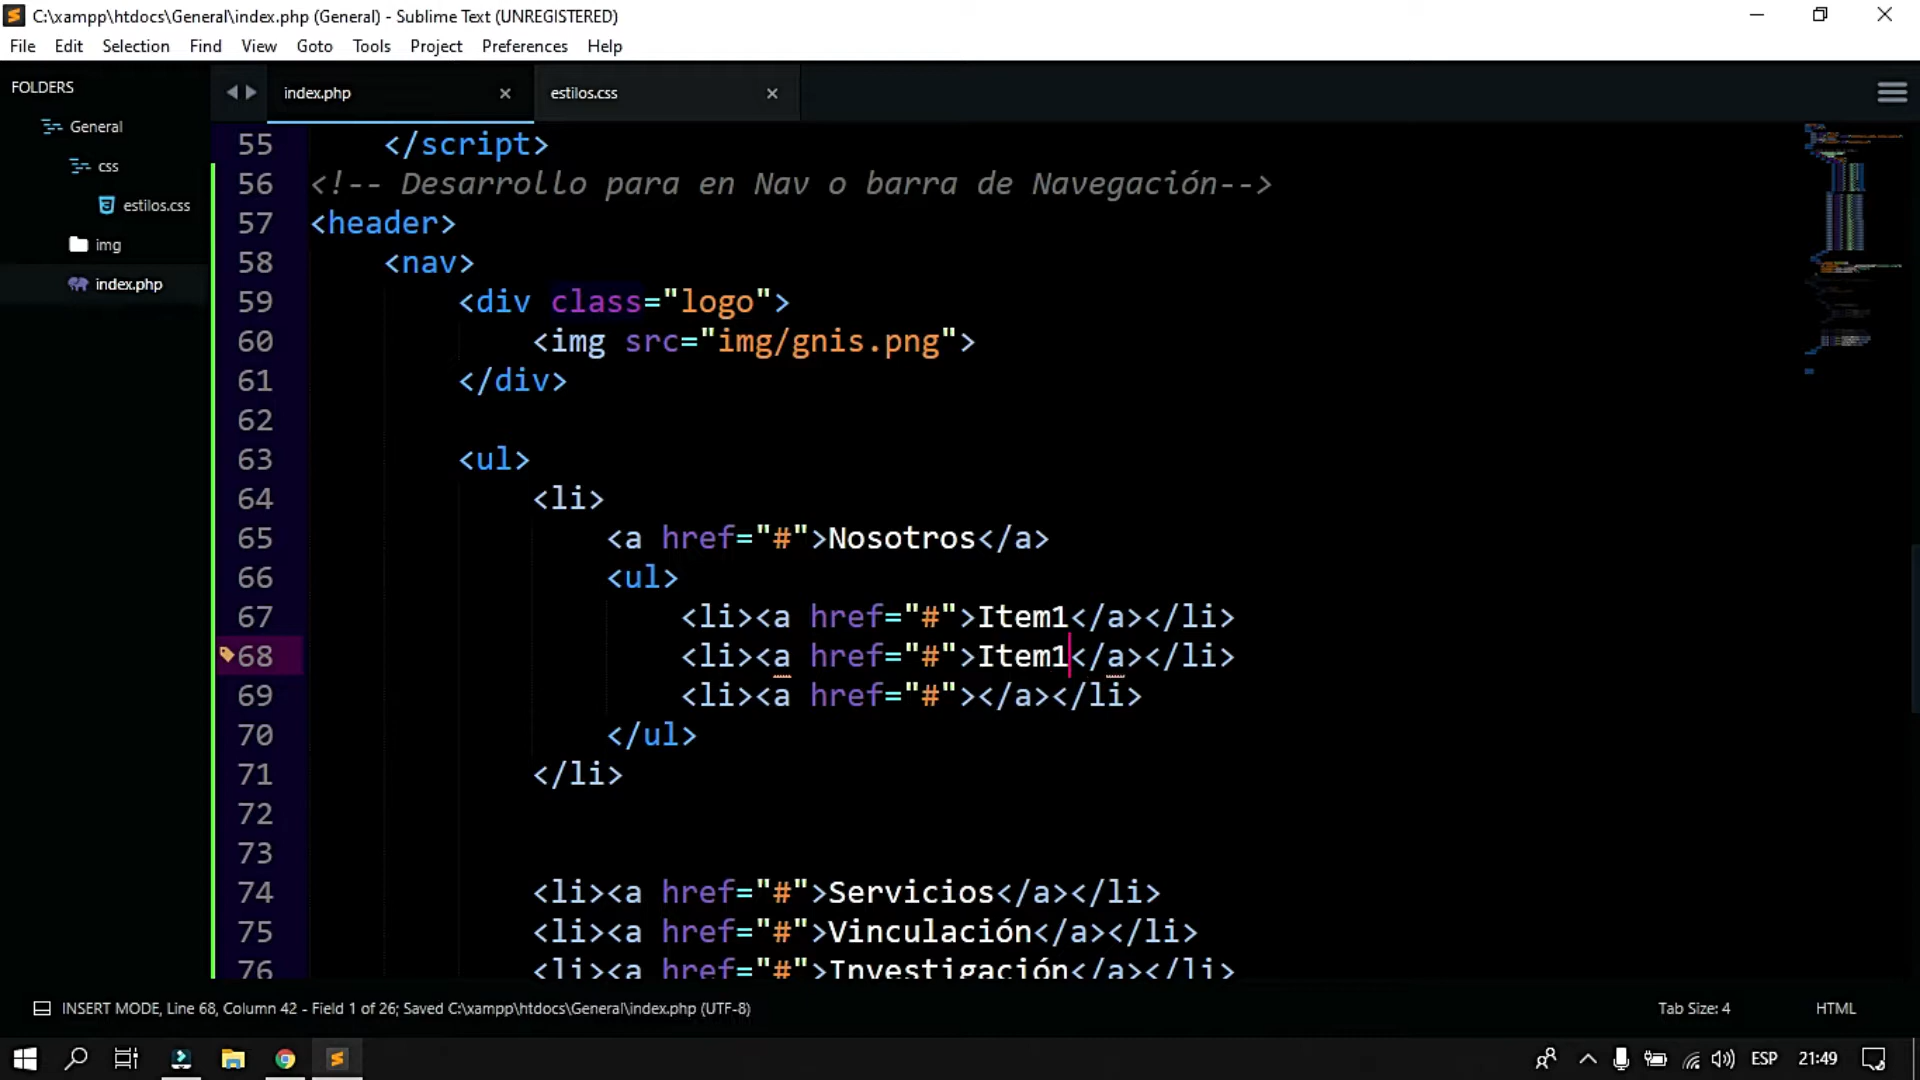 C:\xampp\htdocs\General\index.php (General) - Sublime Text (UNREGISTERED)
File Edit Selection Find View Goto Tools Project Preferences Help
FOLDERS
General
css
estilos.css
img
index.php
index.php
estilos.css
55 </script>
56 <!-- Desarrollo para en Nav o barra de Navegación-->
57 <header>
58 <nav>
59 <div class="logo">
60 <img src="img/gnis.png">
61 </div>
62
63 <ul>
64 <li>
65 <a href="#">Nosotros</a>
66 <ul>
67 <li><a href="#">Item1</a></li>
68 <li><a href="#">Item1</a></li>
69 <li><a href="#"></a></li>
70 </ul>
71 </li>
72
73
74 <li><a href="#">Servicios</a></li>
75 <li><a href="#">Vinculación</a></li>
76 <li><a href="#">Investigación</a></li>
INSERT MODE, Line 68, Column 42 - Field 1 of 26; Saved C:\xampp\htdocs\General\index.php (UTF-8)
Tab Size: 4
HTML
ESP
21:49